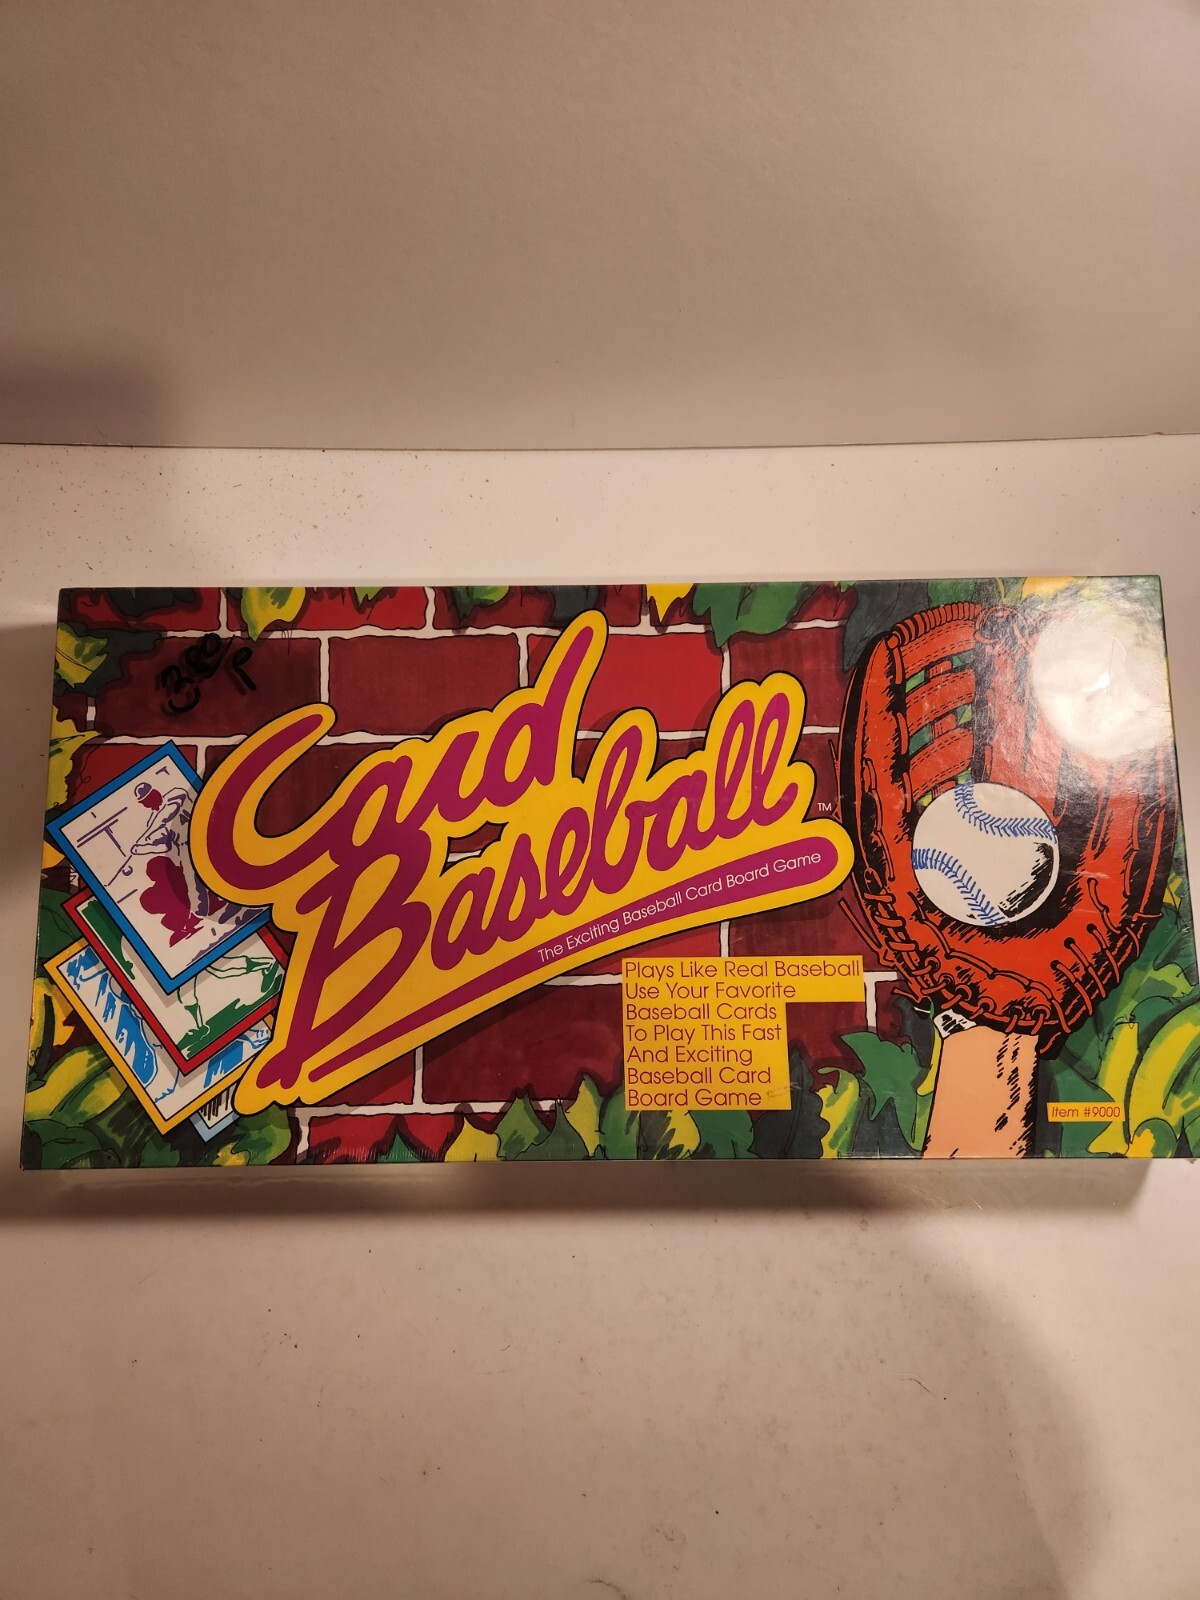 Card
Baseball
TM
The Exciting Baseball Card Board Game
Plays Like Real Baseball
Use Your Favorite
Baseball Cards
To Play This Fast
And Exciting
Baseball Card
Board Game
Item #9000